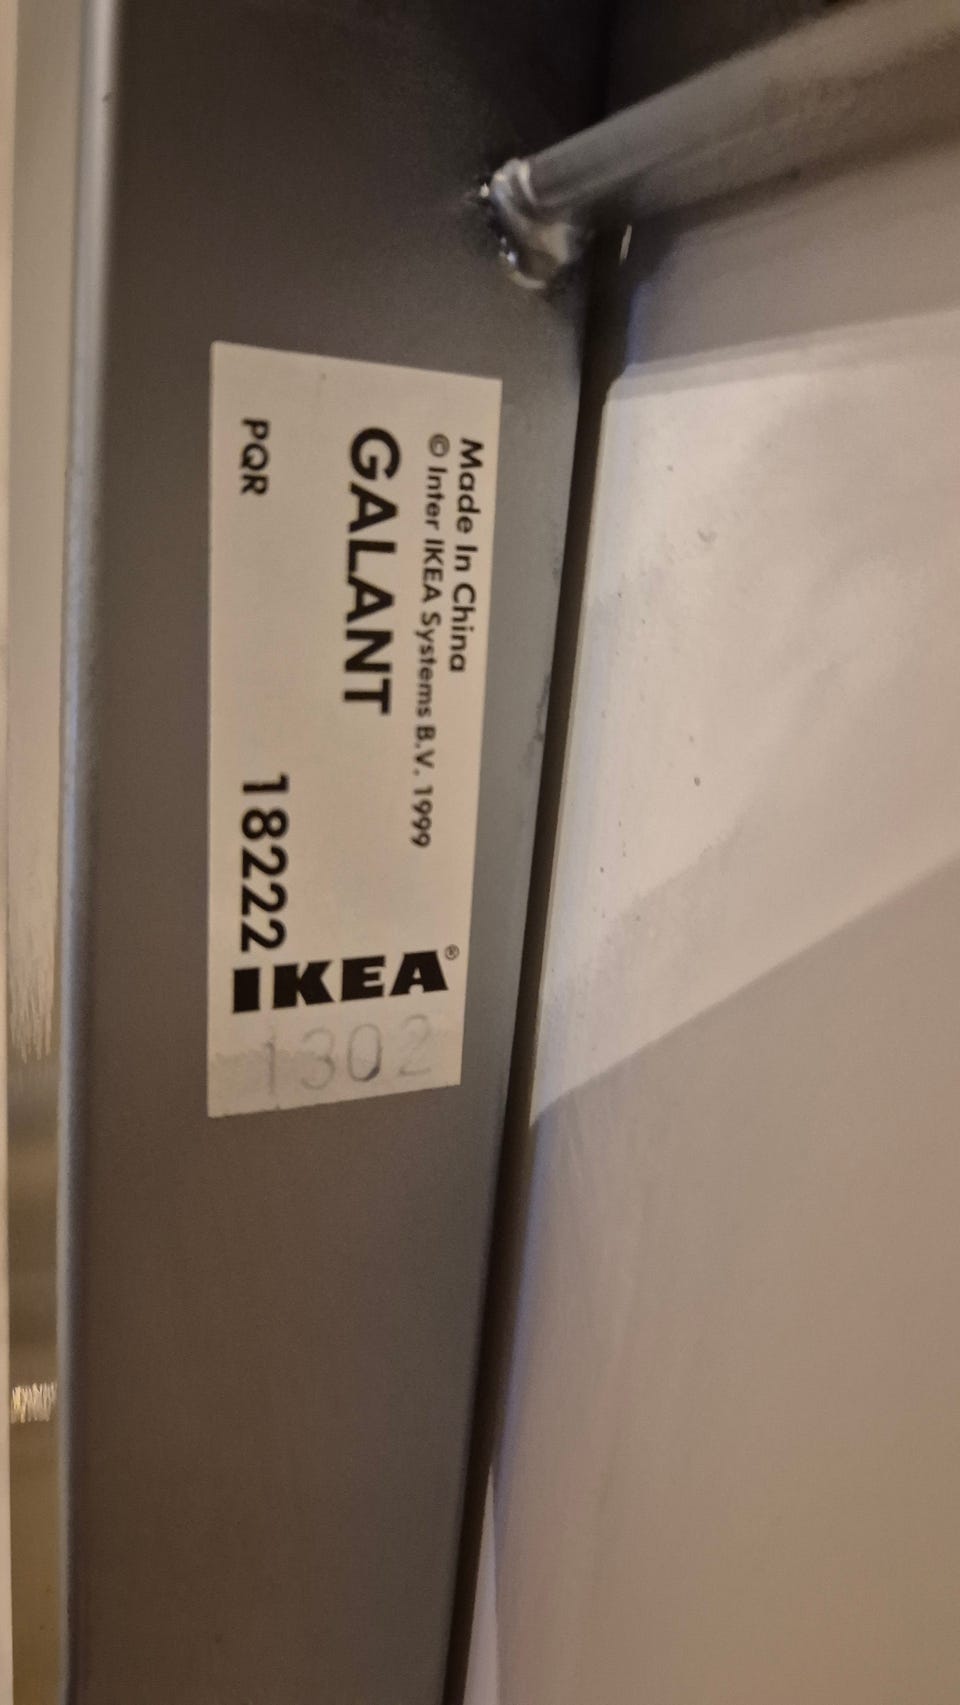 Made In China
© Inter IKEA Systems B.V. 1999
GALANT
PQR 18222
IKEA®
1302